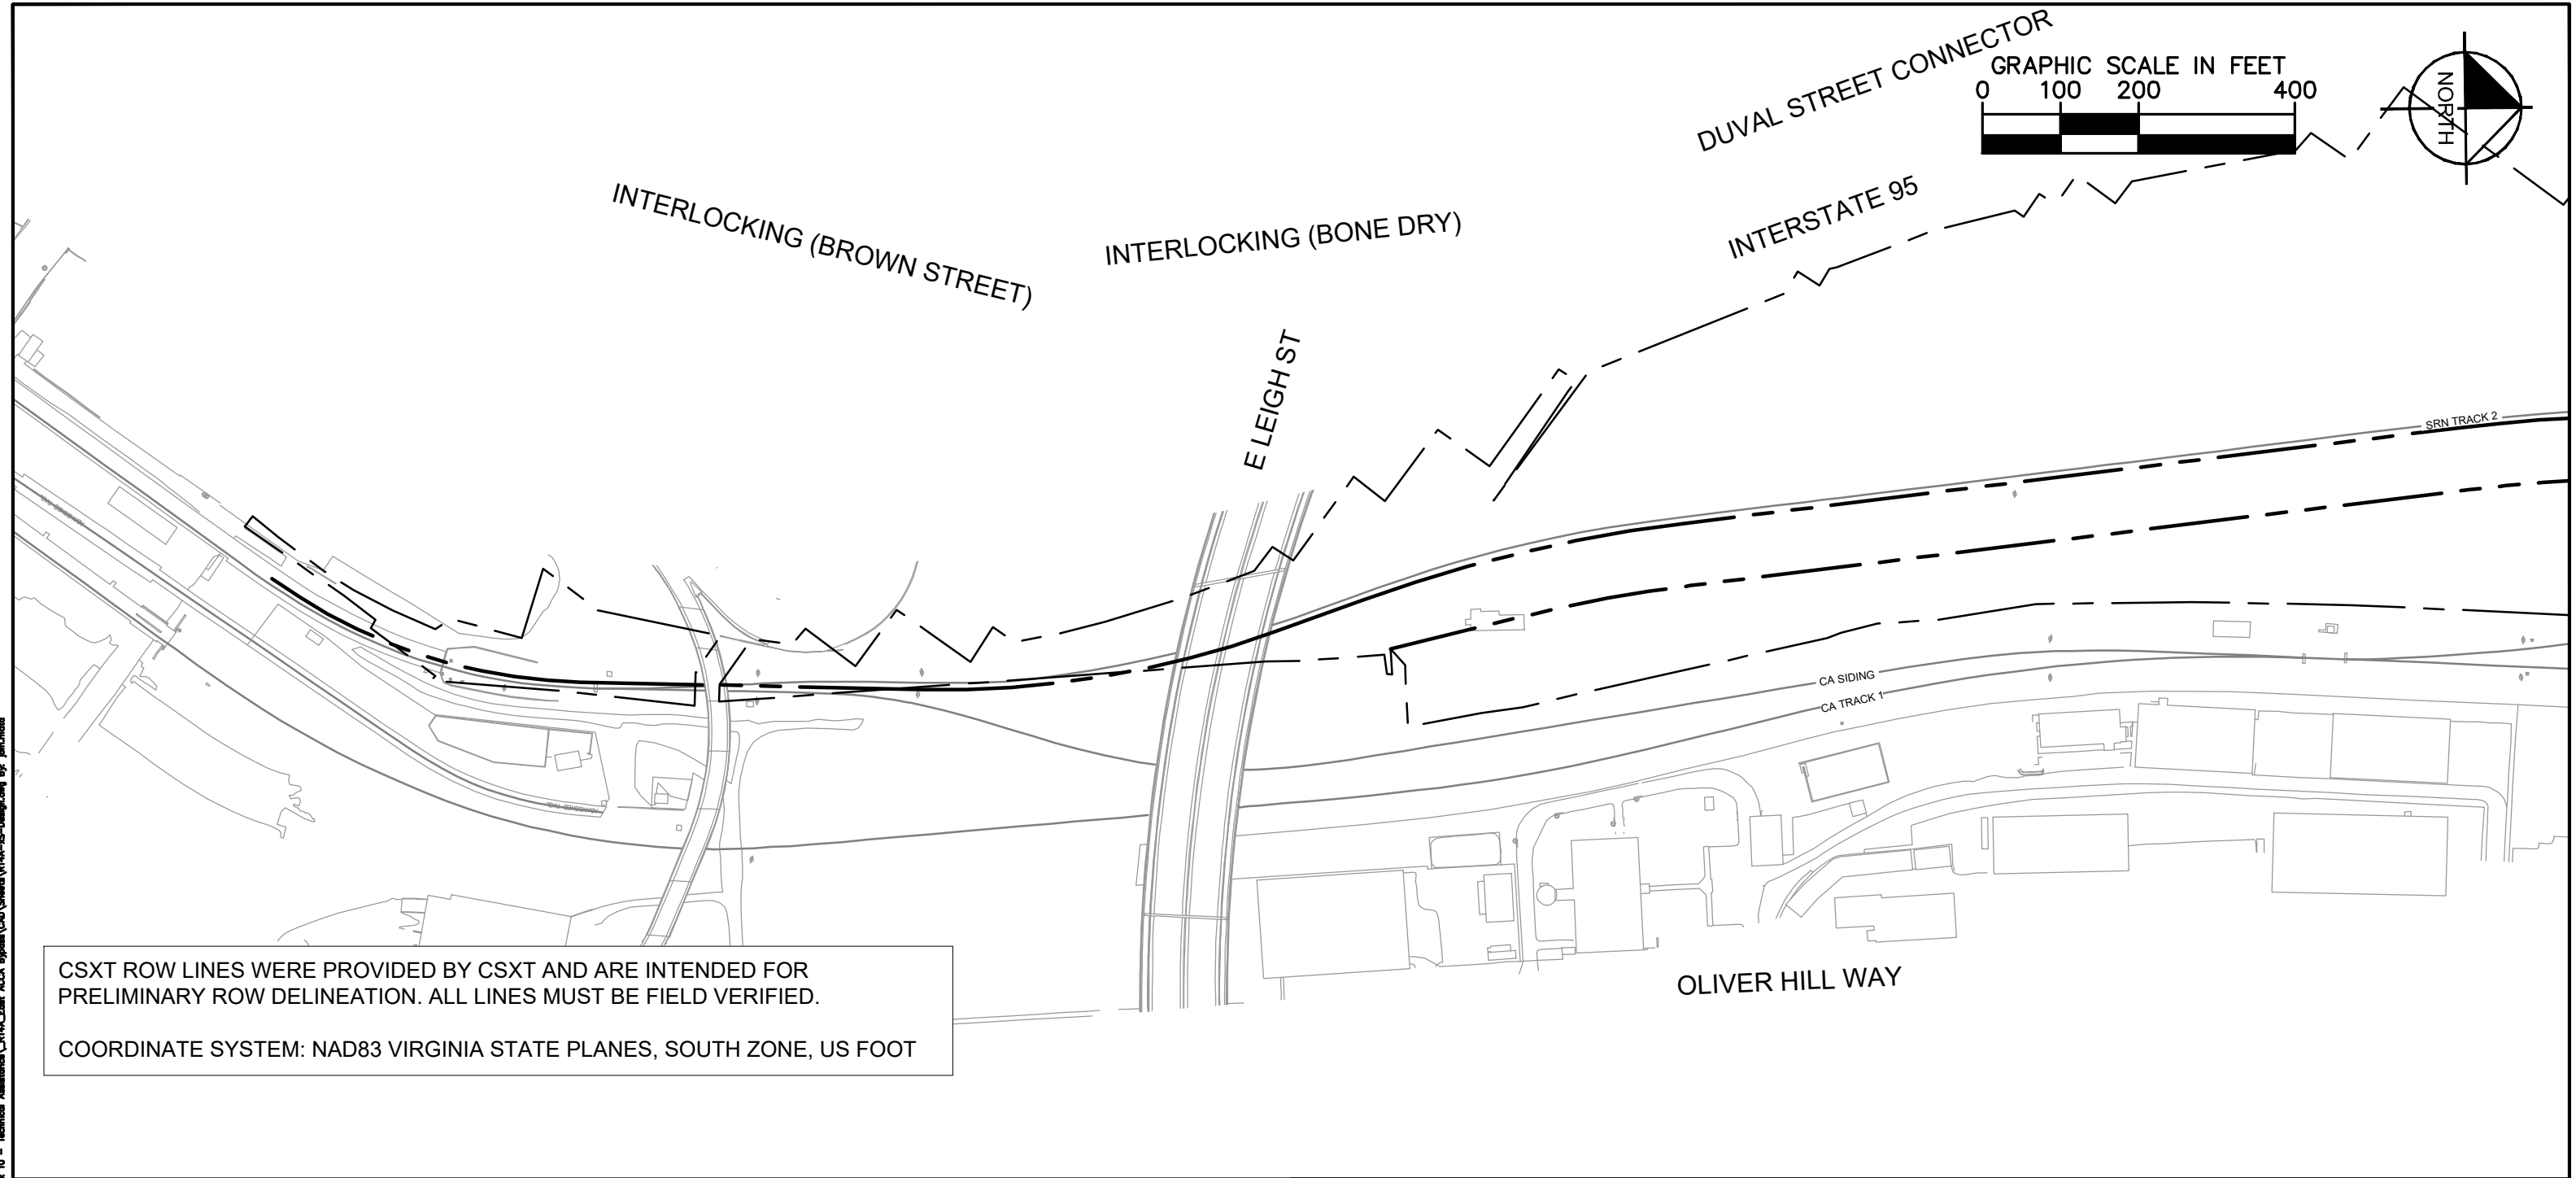 DUVAL STREET CONNECTOR
GRAPHIC SCALE IN FEET
0 100 200 400
NORTH
INTERLOCKING (BROWN STREET)
INTERLOCKING (BONE DRY)
INTERSTATE 95
E LEIGH ST
SRN TRACK 2
CA SIDING
CA TRACK 1
OLIVER HILL WAY
CSXT ROW LINES WERE PROVIDED BY CSXT AND ARE INTENDED FOR
PRELIMINARY ROW DELINEATION. ALL LINES MUST BE FIELD VERIFIED.
COORDINATE SYSTEM: NAD83 VIRGINIA STATE PLANES, SOUTH ZONE, US FOOT